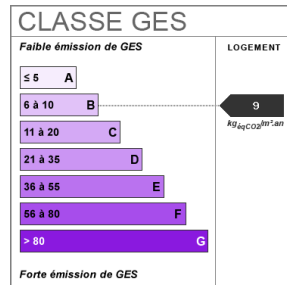 CLASSE GES
Faible émission de GES
LOGEMENT
≤ 5 A
6 à 10 B
9
kgéqCO2/m².an
11 à 20 C
21 à 35 D
36 à 55 E
56 à 80 F
> 80 G
Forte émission de GES